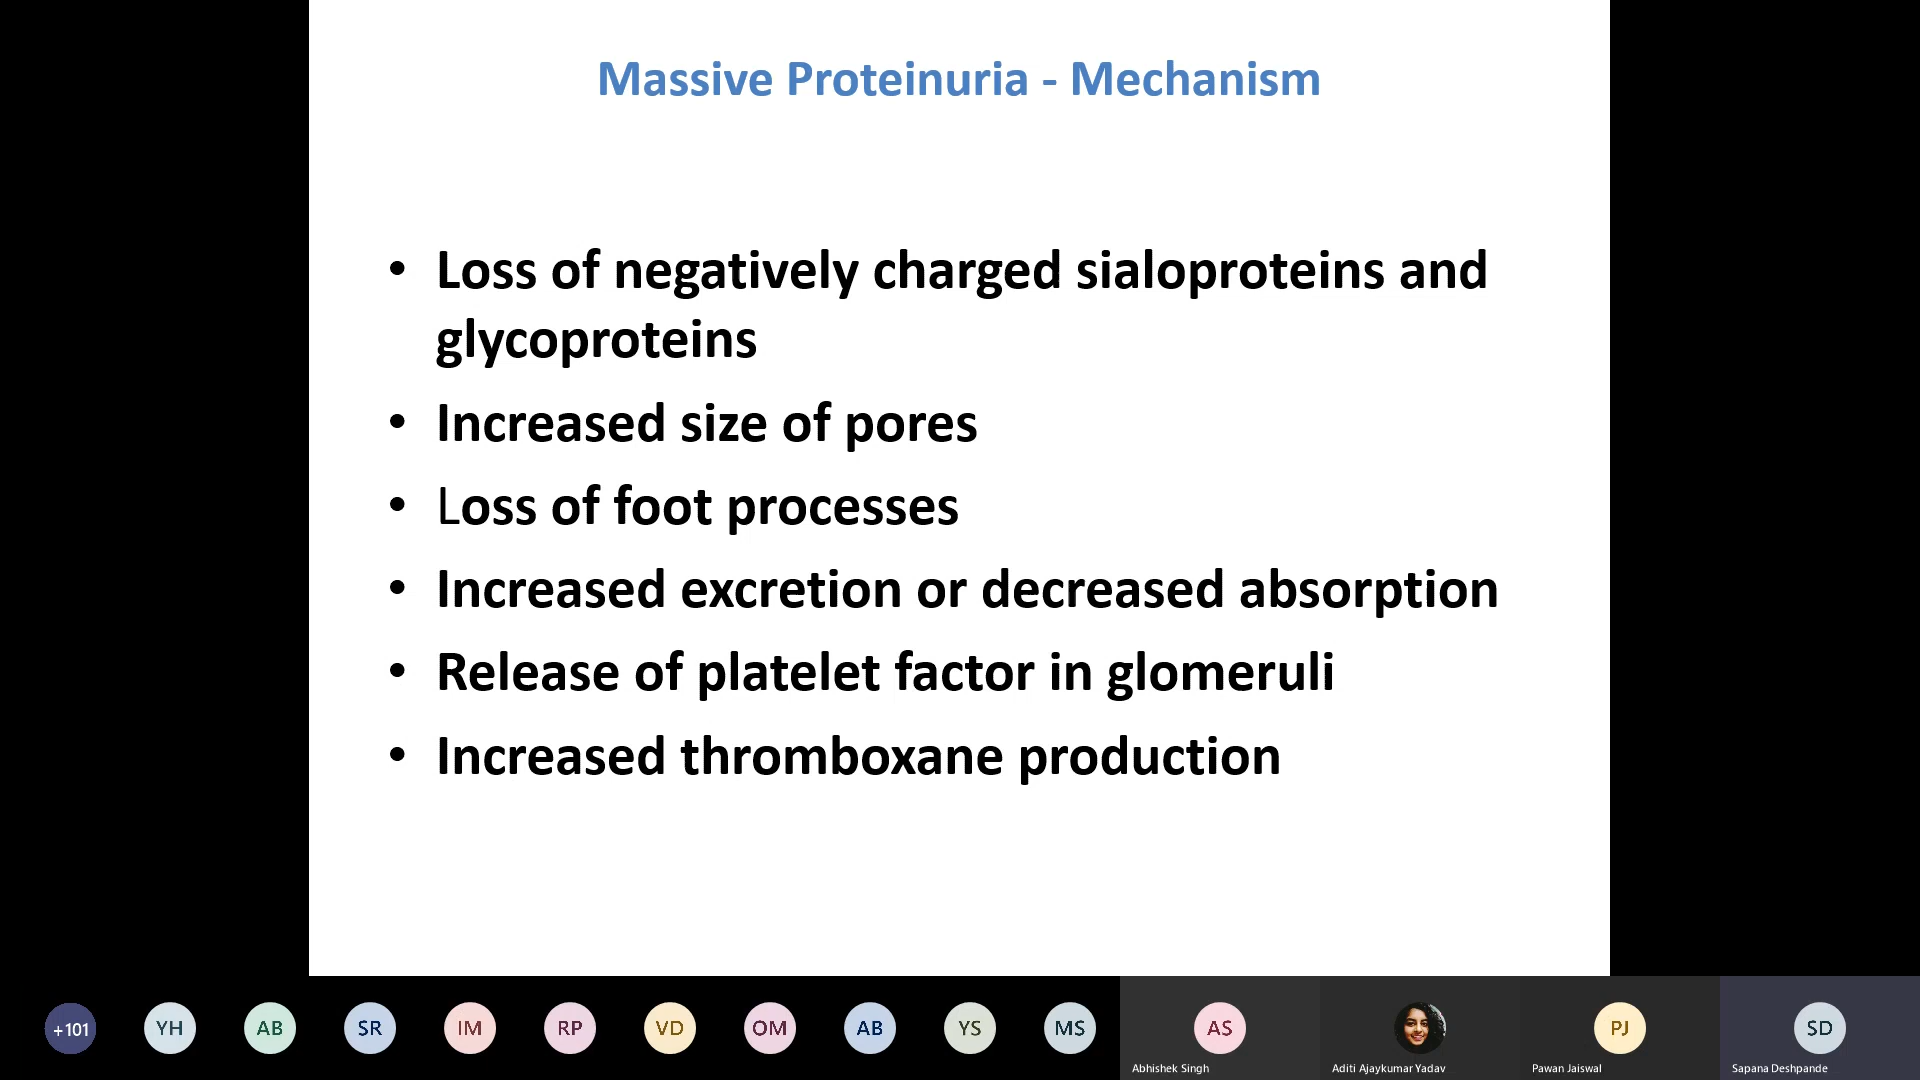 Massive Proteinuria - Mechanism
• Loss of negatively charged sialoproteins and
glycoproteins
• Increased size of pores
• Loss of foot processes
• Increased excretion or decreased absorption
• Release of platelet factor in glomeruli
• Increased thromboxane production
+101 YH AB SR IM RP VD OM AB YS MS AS PJ SD
Abhishek Singh Aditi Ajaykumar Yadav Pawan Jaiswal Sapana Deshpande